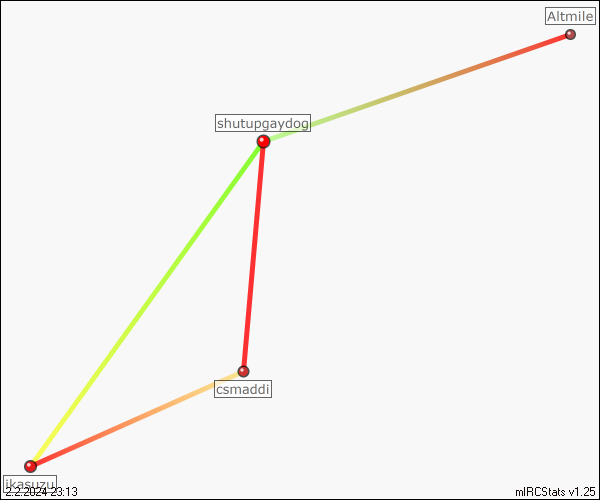 Altmile
shutupgaydog
csmaddi
ikasuzu
2.2.2024 23:13
mIRCStats v1.25